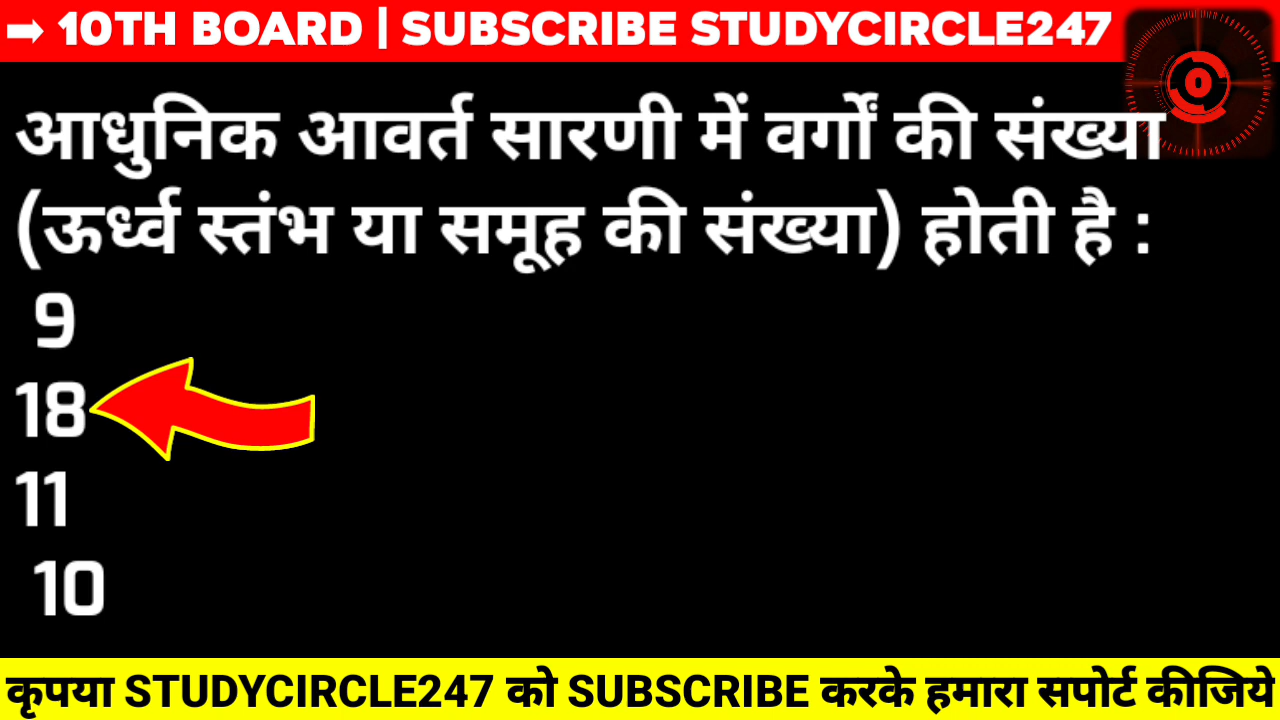 ➡ 10TH BOARD | SUBSCRIBE STUDYCIRCLE247
आधुनिक आवर्त सारणी में वर्गों की संख्या
(ऊर्ध्व स्तंभ या समूह की संख्या) होती है :
9
18
11
10
कृपया STUDYCIRCLE247 को SUBSCRIBE करके हमारा सपोर्ट कीजिये